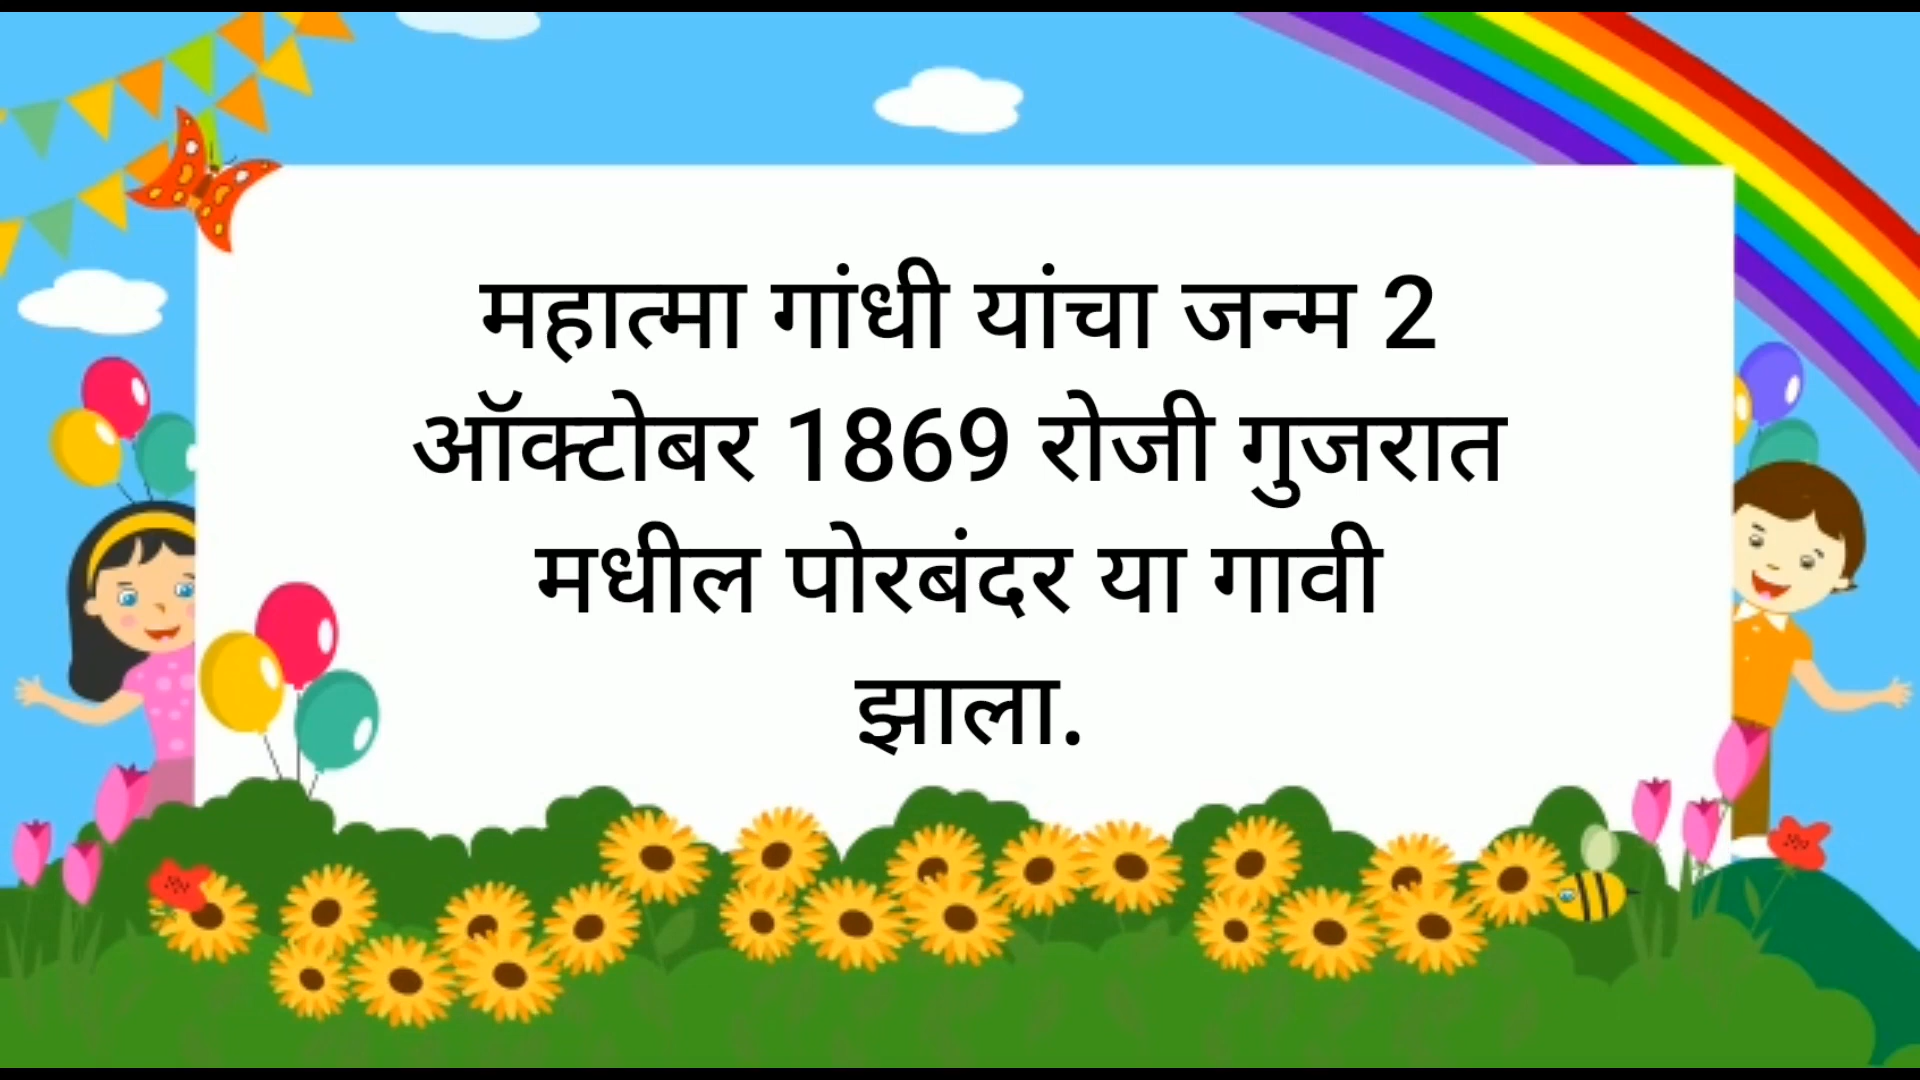 महात्मा गांधी यांचा जन्म 2
ऑक्टोबर 1869 रोजी गुजरात
मधील पोरबंदर या गावी
झाला.